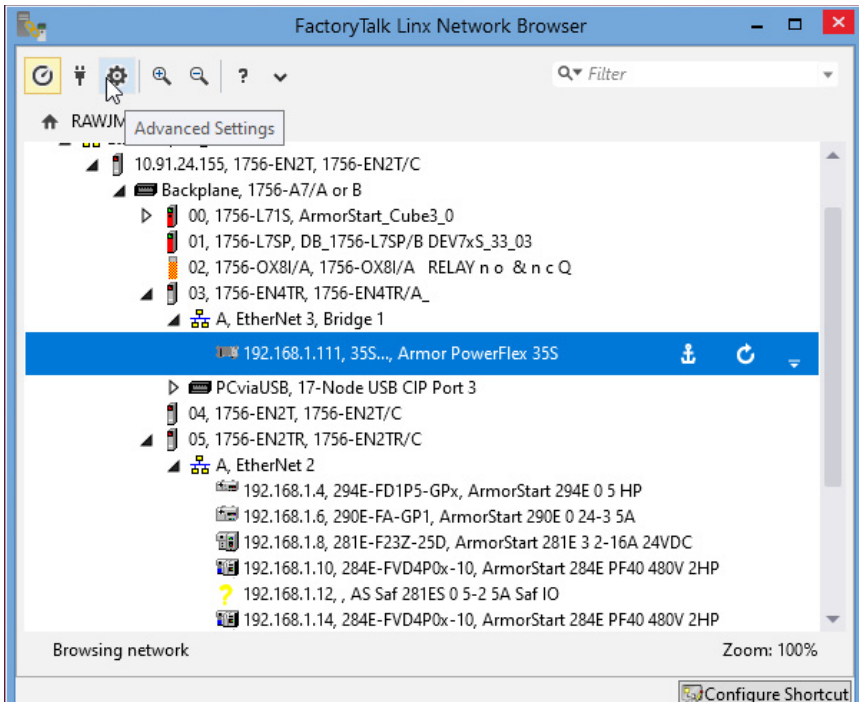 FactoryTalk Linx Network Browser
? Filter
RAWJM
Advanced Settings
10.91.24.155, 1756-EN2T, 1756-EN2T/C
Backplane, 1756-A7/A or B
00, 1756-L71S, ArmorStart_Cube3_0
01, 1756-L7SP, DB_1756-L7SP/B DEV7xS_33_03
02, 1756-OX8I/A, 1756-OX8I/A RELAY n o & n c Q
03, 1756-EN4TR, 1756-EN4TR/A_
A, EtherNet 3, Bridge 1
192.168.1.111, 35S..., Armor PowerFlex 35S
PCviaUSB, 17-Node USB CIP Port 3
04, 1756-EN2T, 1756-EN2T/C
05, 1756-EN2TR, 1756-EN2TR/C
A, EtherNet 2
192.168.1.4, 294E-FD1P5-GPx, ArmorStart 294E 0 5 HP
192.168.1.6, 290E-FA-GP1, ArmorStart 290E 0 24-3 5A
192.168.1.8, 281E-F23Z-25D, ArmorStart 281E 3 2-16A 24VDC
192.168.1.10, 284E-FVD4P0x-10, ArmorStart 284E PF40 480V 2HP
? 192.168.1.12, , AS Saf 281ES 0 5-2 5A Saf IO
192.168.1.14, 284E-FVD4P0x-10, ArmorStart 284E PF40 480V 2HP
Browsing network Zoom: 100%
Configure Shortcut